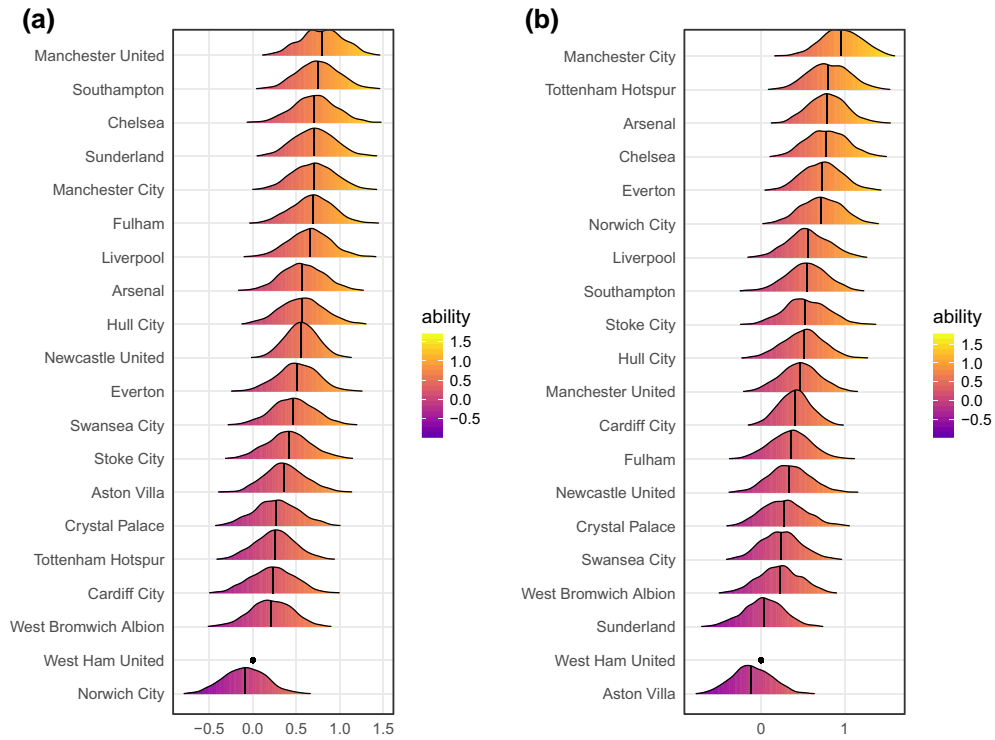 (a)
Manchester United
Southampton
Chelsea
Sunderland
Manchester City
Fulham
Liverpool
Arsenal
Hull City
Newcastle United
Everton
Swansea City
Stoke City
Aston Villa
Crystal Palace
Tottenham Hotspur
Cardiff City
West Bromwich Albion
West Ham United
Norwich City
−0.5 0.0 0.5 1.0 1.5
ability
1.5
1.0
0.5
0.0
−0.5
(b)
Manchester City
Tottenham Hotspur
Arsenal
Chelsea
Everton
Norwich City
Liverpool
Southampton
Stoke City
Hull City
Manchester United
Cardiff City
Fulham
Newcastle United
Crystal Palace
Swansea City
West Bromwich Albion
Sunderland
West Ham United
Aston Villa
0 1
ability
1.5
1.0
0.5
0.0
−0.5